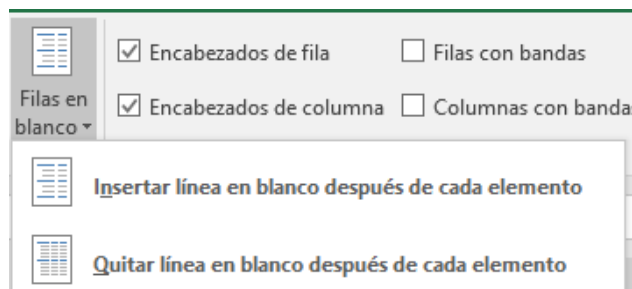 Encabezados de fila
Filas con bandas
Filas en
blanco
Encabezados de columna
Columnas con bandas
Insertar línea en blanco después de cada elemento
Quitar línea en blanco después de cada elemento